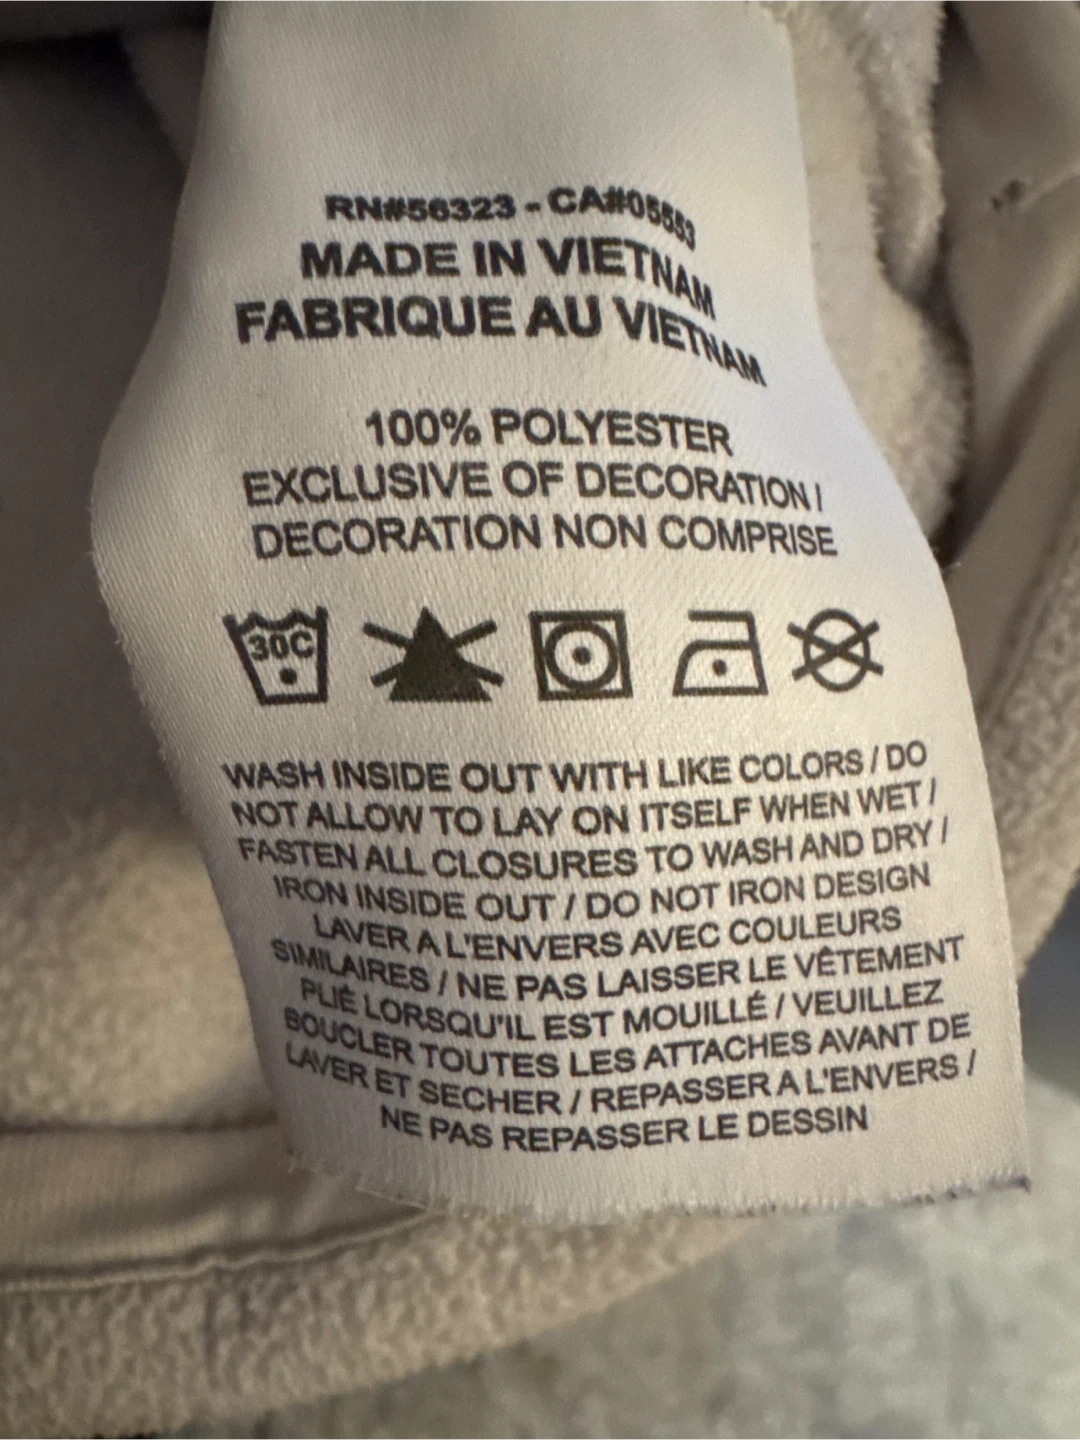 RN#56323 - CA#05553
MADE IN VIETNAM
FABRIQUE AU VIETNAM
100% POLYESTER
EXCLUSIVE OF DECORATION /
DECORATION NON COMPRISE
30C
WASH INSIDE OUT WITH LIKE COLORS / DO
NOT ALLOW TO LAY ON ITSELF WHEN WET /
FASTEN ALL CLOSURES TO WASH AND DRY /
IRON INSIDE OUT / DO NOT IRON DESIGN
LAVER A L'ENVERS AVEC COULEURS
SIMILAIRES / NE PAS LAISSER LE VÊTEMENT
PLIÉ LORSQU'IL EST MOUILLÉ / VEUILLEZ
BOUCLER TOUTES LES ATTACHES AVANT DE
LAVER ET SECHER / REPASSER A L'ENVERS /
NE PAS REPASSER LE DESSIN